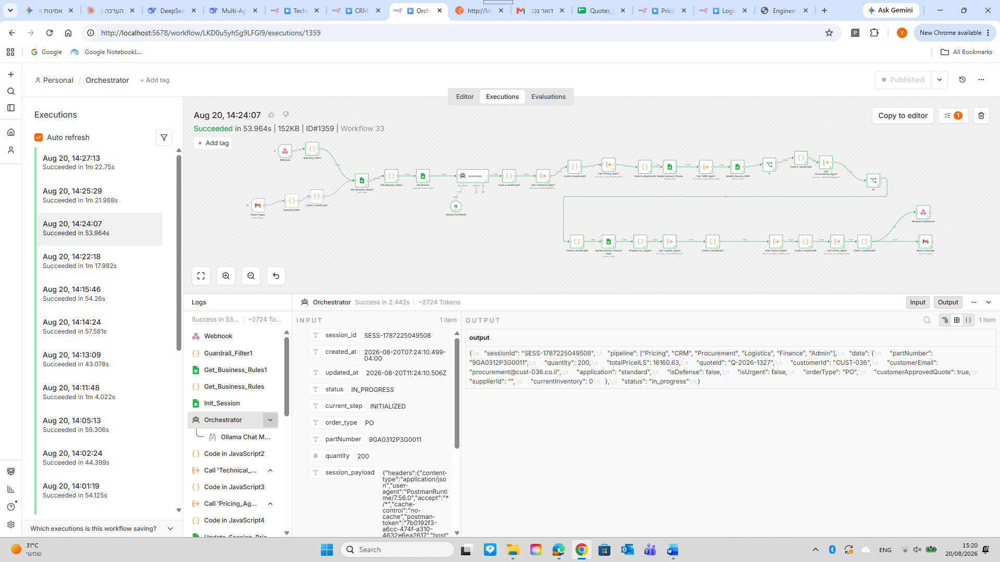 אמינות א
הערכה כ
DeepSee
Multi-Ag
Techn
CRM
Orch
http://loc
דואר נכנ
Quotes_
Pricin
Logis
Engineer
Ask Gemini
http://localhost:5678/workflow/LKD0u5yhSg9LFGI9/executions/1359
P
Y
New Chrome available
Google
Google NotebookL...
All Bookmarks
Personal / Orchestrator
+ Add tag
Published
Editor
Executions
Evaluations
Executions
Auto refresh
Aug 20, 14:27:13
Succeeded in 1m 22.75s
Aug 20, 14:25:29
Succeeded in 1m 21.988s
Aug 20, 14:24:07
Succeeded in 53.964s
Aug 20, 14:22:18
Succeeded in 1m 17.982s
Aug 20, 14:15:46
Succeeded in 54.26s
Aug 20, 14:14:24
Succeeded in 57.581s
Aug 20, 14:13:09
Succeeded in 43.078s
Aug 20, 14:11:48
Succeeded in 1m 4.022s
Aug 20, 14:05:13
Succeeded in 59.306s
Aug 20, 14:02:24
Succeeded in 44.399s
Aug 20, 14:01:19
Succeeded in 54.125s
Which executions is this workflow saving?
Aug 20, 14:24:07
Succeeded in 53.964s | 152KB | ID#1359 | Workflow 33
+ Add tag
Copy to editor
1
Webhook
Guardrail_Filter1
Gmail Trigger
Guardrail_Filter
Code in JavaScript1
Get_Business_Rules1
Get_Business_Rules
Init_Session
Orchestrator
Ollama Chat Model
Code in JavaScript2
Call 'Technical_Agent'
Code in JavaScript3
Call 'Pricing_Agent'
Code in JavaScript4
Update_Session_Pricing
Call 'CRM_Agent'
Update_Session_CRM
If
Code in JavaScript5
Call 'Procurement_Agent'
If1
Code in JavaScript6
Update_Session_Procurement
Prepare_For_Logistic
Call 'Logistic_Agent'
Code in JavaScript7
Call 'Finance_Agent'
Code in JavaScript8
Call 'Admin_Agent'
Code in JavaScript9
Respond to Webhook
Send a message
Logs
Success in 53...
~2724 To...
Webhook
Guardrail_Filter1
Get_Business_Rules1
Get_Business_Rules
Init_Session
Orchestrator
Ollama Chat M...
Code in JavaScript2
Call 'Technical_...
Code in JavaScript3
Call 'Pricing_Ag...
Code in JavaScript4
Update_Session_Pric
Orchestrator
Success in 2.442s
~2724 Tokens
Input
Output
INPUT
1 item
session_id SESS-1787225049508
created_at 2026-08-20T07:24:10.499-
04:00
updated_at 2026-08-20T11:24:10.506Z
status IN_PROGRESS
current_step INITIALIZED
order_type PO
partNumber 9GA0312P3G0011
quantity 200
session_payload {"headers":{"content-
type":"application/jso
n","user-
agent":"PostmanRunti
me/7.56.0","accept":"*
/*","cache-
control":"no-
cache","postman-
token":"7b0192f3-
a6cc-474f-a310-
4632e6ea2617","host"
OUTPUT
1 item
output
{\n "sessionId": "SESS-1787225049508",\n "pipeline": ["Pricing", "CRM", "Procurement", "Logistics", "Finance", "Admin"],\n "data": {\n "partNumber":
"9GA0312P3G0011",\n "quantity": 200,\n "totalPriceILS": 16160.63,\n "quoteId": "Q-2026-1327",\n "customerId": "CUST-036",\n "customerEmail":
"procurement@cust-036.co.il",\n "application": "standard",\n "isDefense": false,\n "isUrgent": false,\n "orderType": "PO",\n "customerApprovedQuote": true,\n
"supplierId": "",\n "currentInventory": 0\n },\n "status": "in_progress"\n}
31°C
שמשי
Search
ENG
15:20
20/08/2026